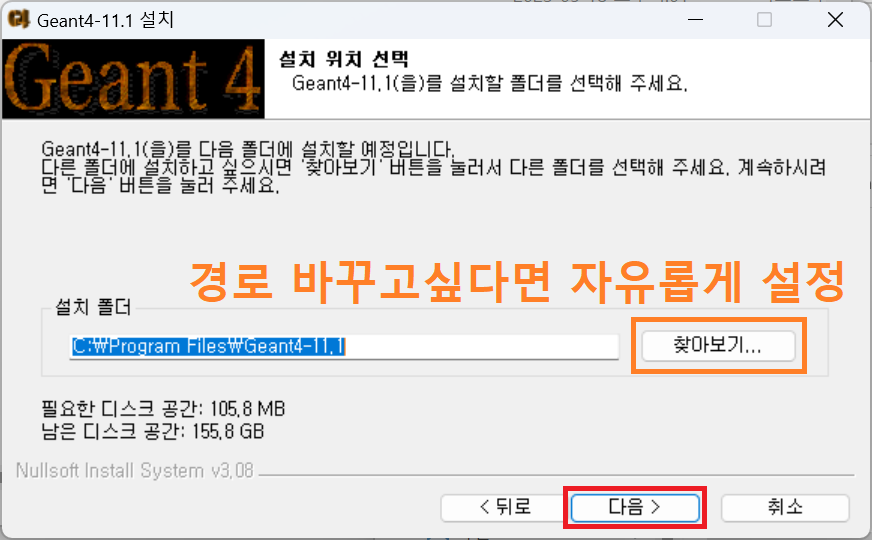 Geant4-11.1 설치
Geant 4
설치 위치 선택
Geant4-11.1(을)를 설치할 폴더를 선택해 주세요.
Geant4-11.1(을)를 다음 폴더에 설치할 예정입니다.
다른 폴더에 설치하고 싶으시면 '찾아보기' 버튼을 눌러서 다른 폴더를 선택해 주세요. 계속하시려
면 '다음' 버튼을 눌러 주세요.
경로 바꾸고싶다면 자유롭게 설정
설치 폴더
C:₩Program Files₩Geant4-11.1
찾아보기...
필요한 디스크 공간: 105.8 MB
남은 디스크 공간: 155.8 GB
Nullsoft Install System v3.08
< 뒤로
다음 >
취소